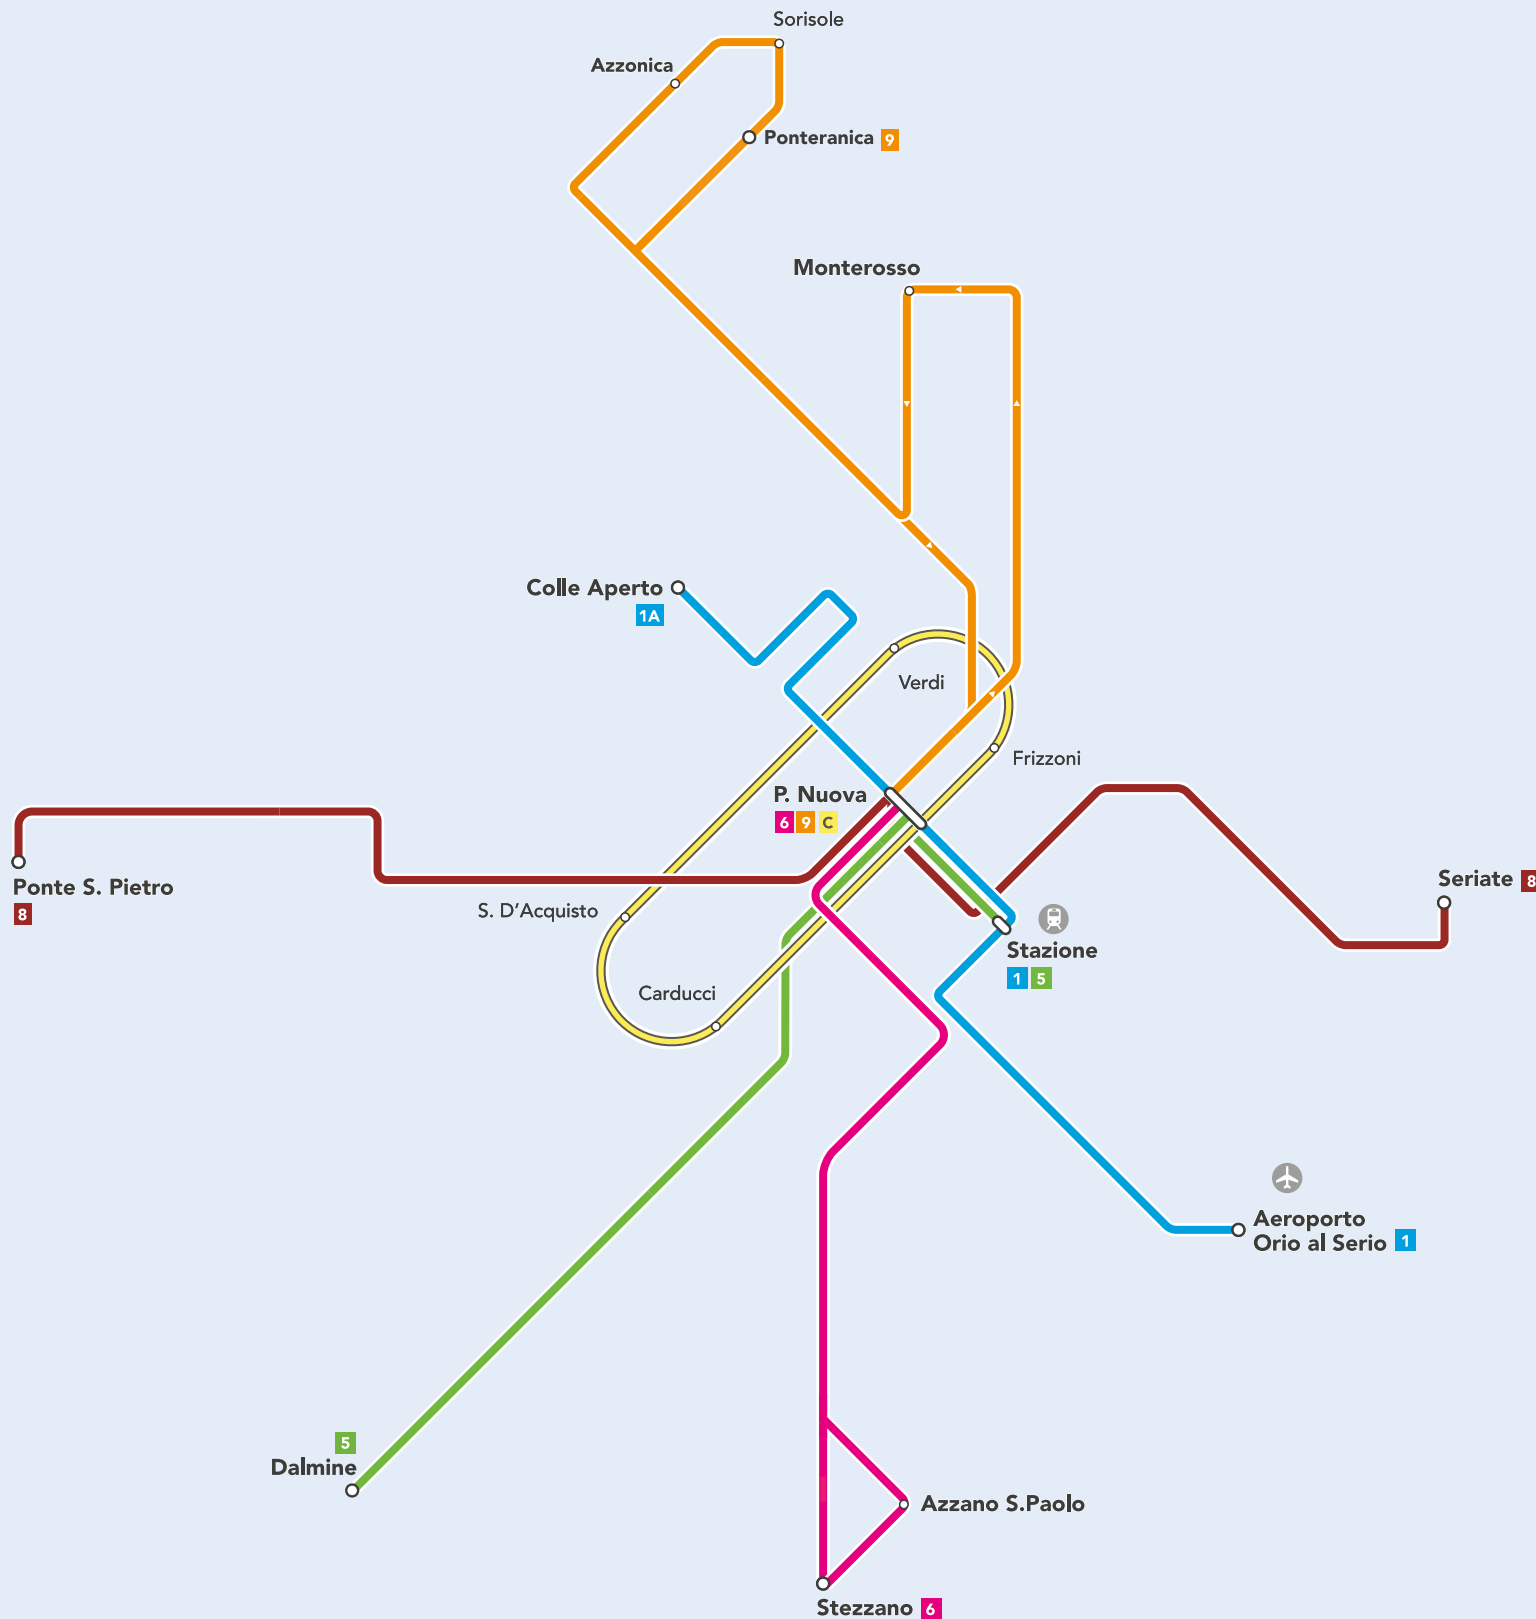 Sorisole
Azzonica
Ponteranica 9
Monterosso
Colle Aperto
1A
Verdi
Frizzoni
P. Nuova
6 9 C
Ponte S. Pietro
8
Seriate 8
S. D'Acquisto
Stazione
1 5
Carducci
Aeroporto
Orio al Serio 1
5
Dalmine
Azzano S.Paolo
Stezzano 6